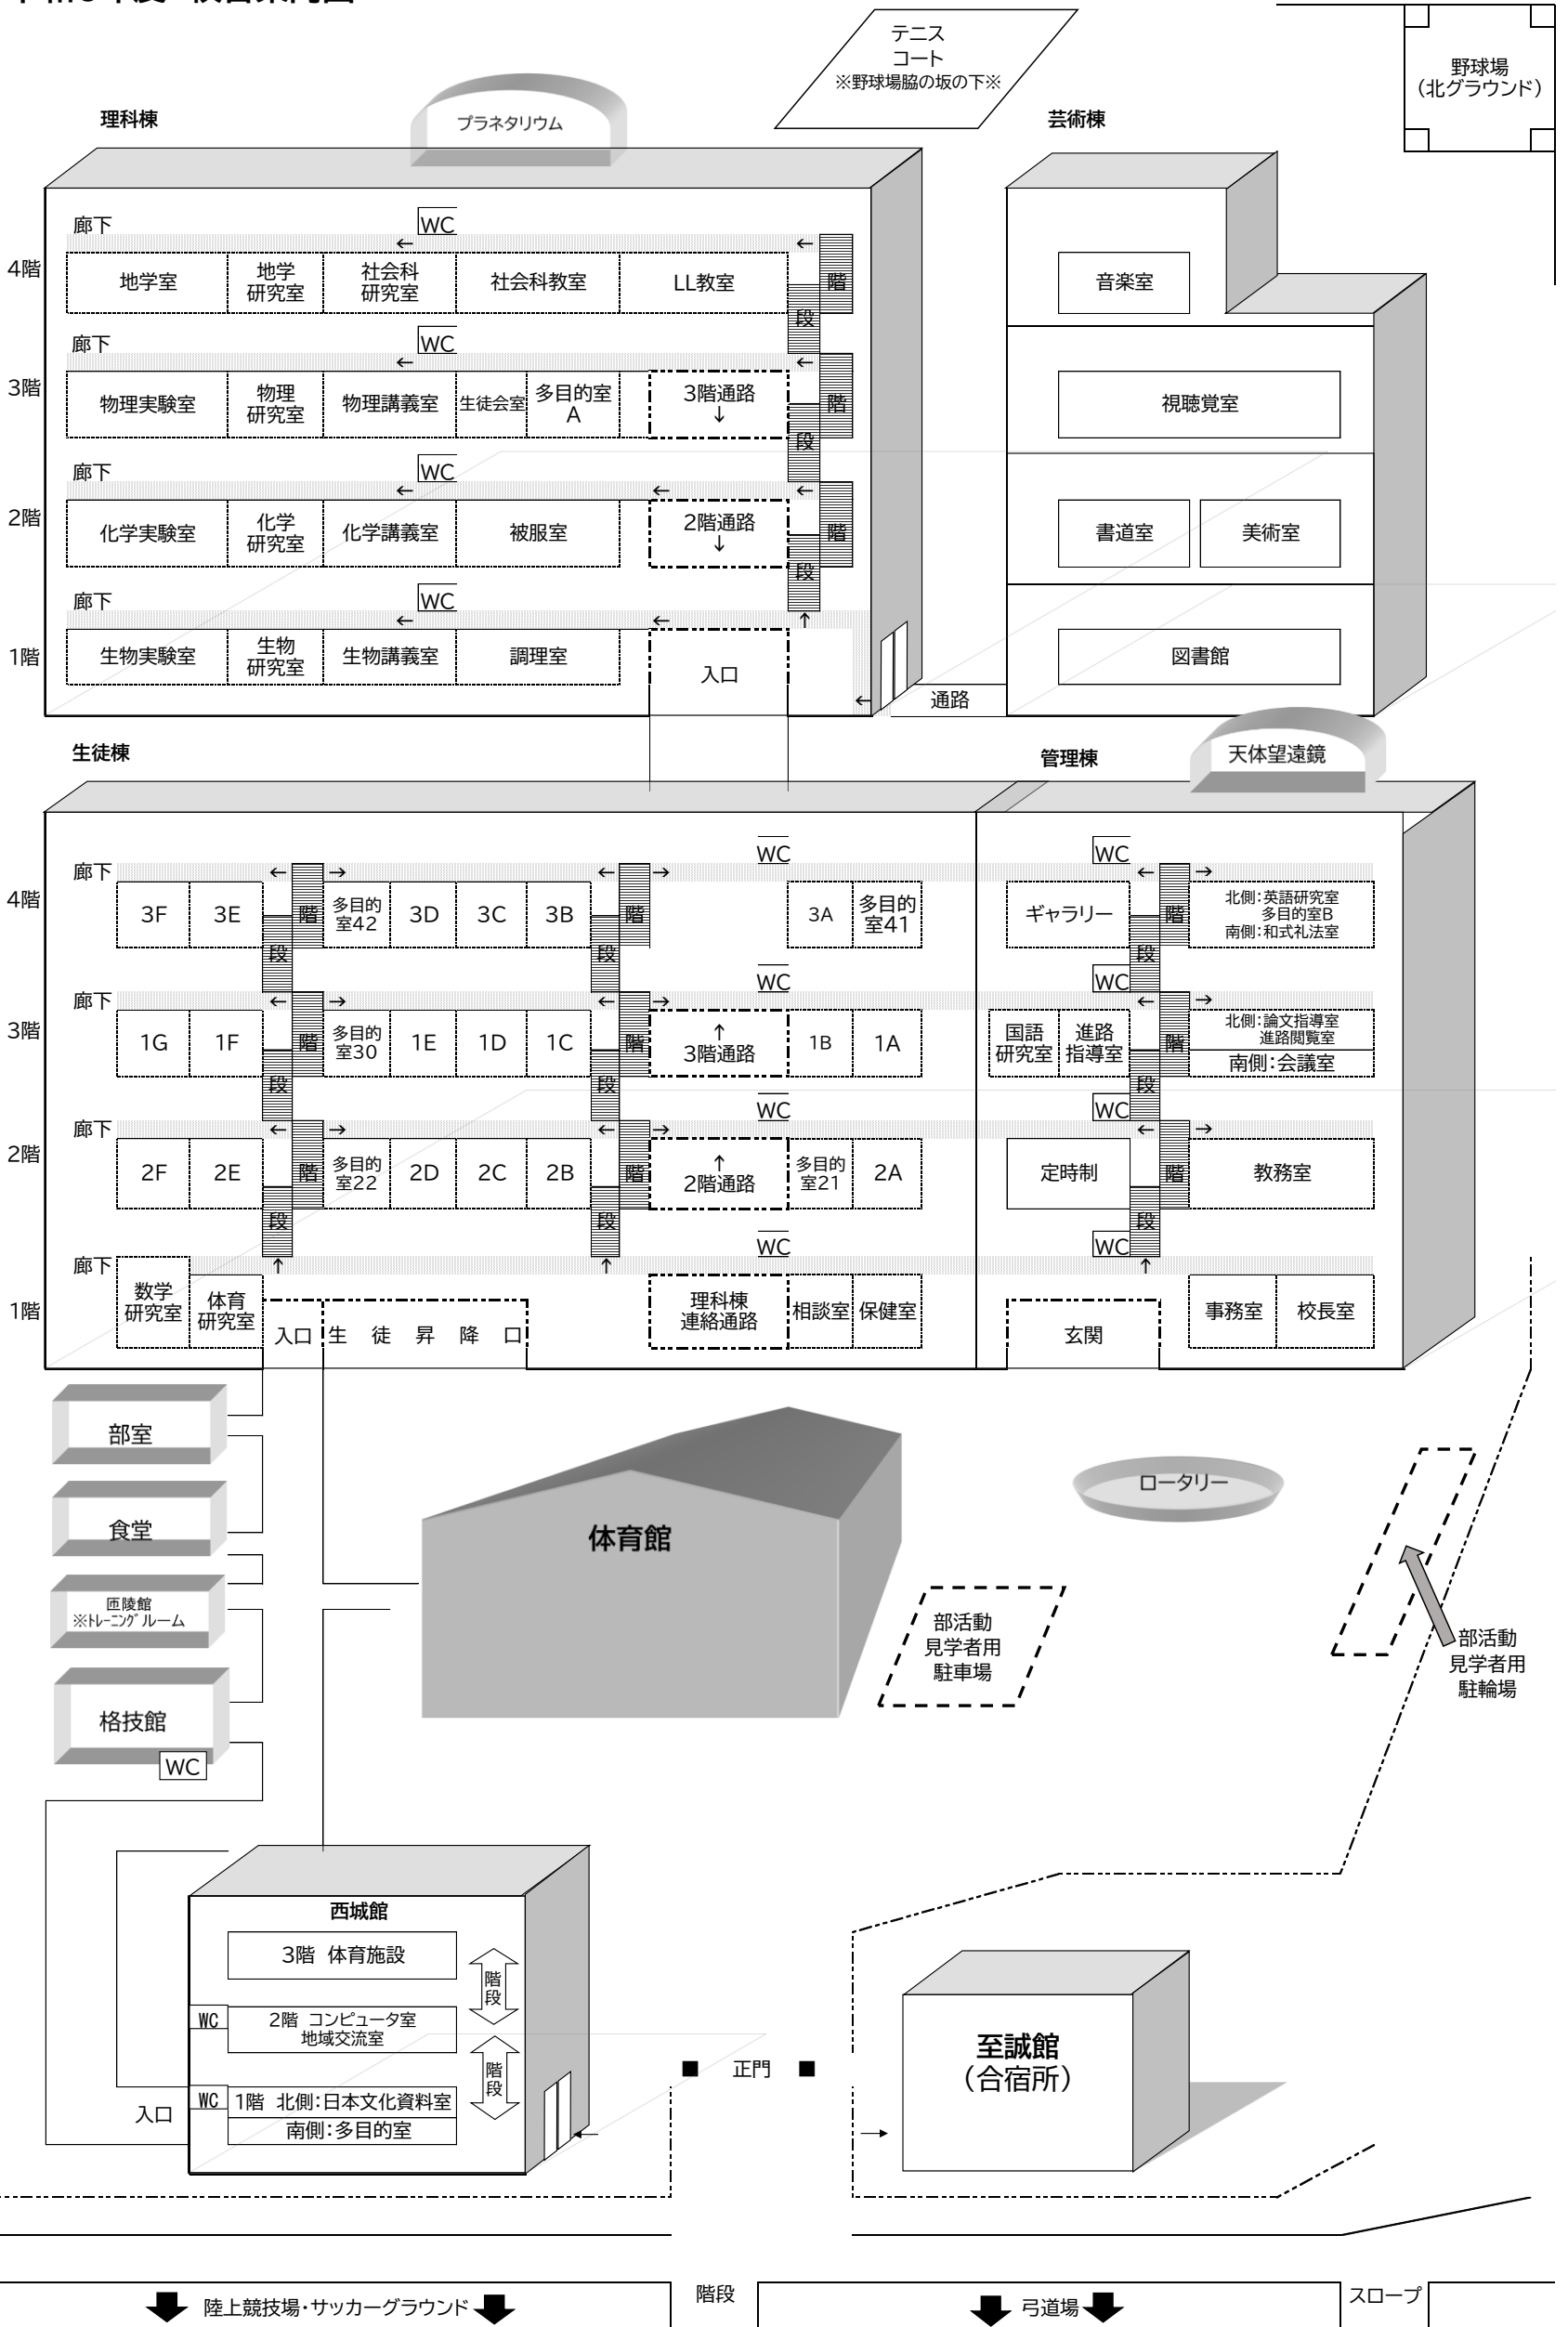 テニス
コート
※野球場脇の坂の下※
野球場
（北グラウンド）
理科棟
プラネタリウム
芸術棟
廊下
WC
← ←
4階
地学室
地学
研究室
社会科
研究室
社会科教室
LL教室
階
段
音楽室
廊下
WC
← ←
3階
物理実験室
物理
研究室
物理講義室
生徒会室
多目的室
A
3階通路
↓
階
段
視聴覚室
廊下
WC
← ← ←
2階
化学実験室
化学
研究室
化学講義室
被服室
2階通路
↓
階
段
書道室
美術室
廊下
WC
← ← ↑
1階
生物実験室
生物
研究室
生物講義室
調理室
入口
←
通路
図書館
生徒棟
管理棟
天体望遠鏡
廊下
← → ← →
WC
WC
← →
4階
3F
3E
階
段
多目的
室42
3D
3C
3B
階
段
3A
多目的
室41
ギャラリー
階
段
北側：英語研究室
多目的室B
南側：和式礼法室
廊下
← → ← →
WC
WC
← →
3階
1G
1F
階
段
多目的
室30
1E
1D
1C
階
段
↑
3階通路
1B
1A
国語
研究室
進路
指導室
階
段
北側：論文指導室
進路閲覧室
南側：会議室
廊下
← → ← →
WC
WC
← →
2階
2F
2E
階
段
多目的
室22
2D
2C
2B
階
段
↑
2階通路
多目的
室21
2A
定時制
階
段
教務室
廊下
↑ ↑
WC
WC
↑
1階
数学
研究室
体育
研究室
入口
生 徒 昇 降 口
理科棟
連絡通路
相談室
保健室
玄関
事務室
校長室
部室
食堂
匝陵館
※ﾄﾚｰﾆﾝｸﾞルーム
格技館
WC
体育館
ロータリー
部活動
見学者用
駐車場
部活動
見学者用
駐輪場
西城館
3階 体育施設
階
段
WC
2階 コンピュータ室
地域交流室
階
段
WC
1階 北側：日本文化資料室
南側：多目的室
入口
←
■ 正門 ■
→
至誠館
（合宿所）
陸上競技場・サッカーグラウンド
階段
弓道場
スロープ